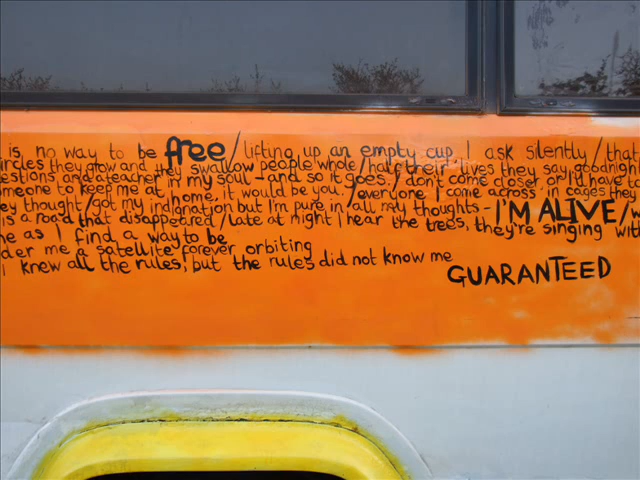 is no way to be free/lifting up an empty cup I ask silently/that
ircles they grow and they swallow people whole/half their lives they say goodnigh
estions and a teacher in my soul-and so it goes./don't come closer or I'd have t
meone to keep me at home, it would be you./everyone I come across in cages they
ey thought/got my indignation but I'm pure in all my thoughts-I'M ALIVE/
is a road that disappeared/late at night I hear the trees, they're singing with
he as I find a way to be
der me a satellite forever orbiting
I knew all the rules, but the rules did not know me
GUARANTEED